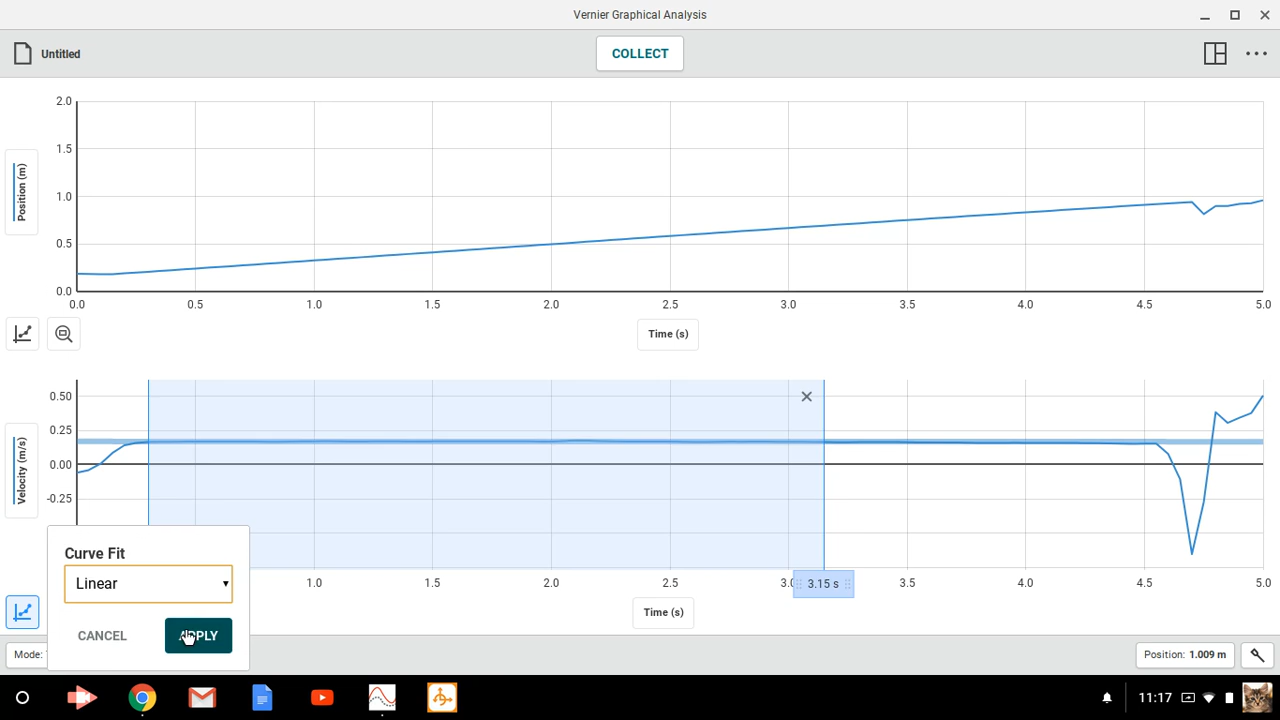 Vernier Graphical Analysis
Untitled
COLLECT
2.0
1.5
1.0
0.5
0.0
Position (m)
0.0 0.5 1.0 1.5 2.0 2.5 3.0 3.5 4.0 4.5 5.0
Time (s)
0.50
0.25
0.00
-0.25
Velocity (m/s)
Curve Fit
Linear
CANCEL
APPLY
1.0 1.5 2.0 2.5 3.0 3.15 s 3.5 4.0 4.5 5.0
Time (s)
Mode:
Position: 1.009 m
11:17